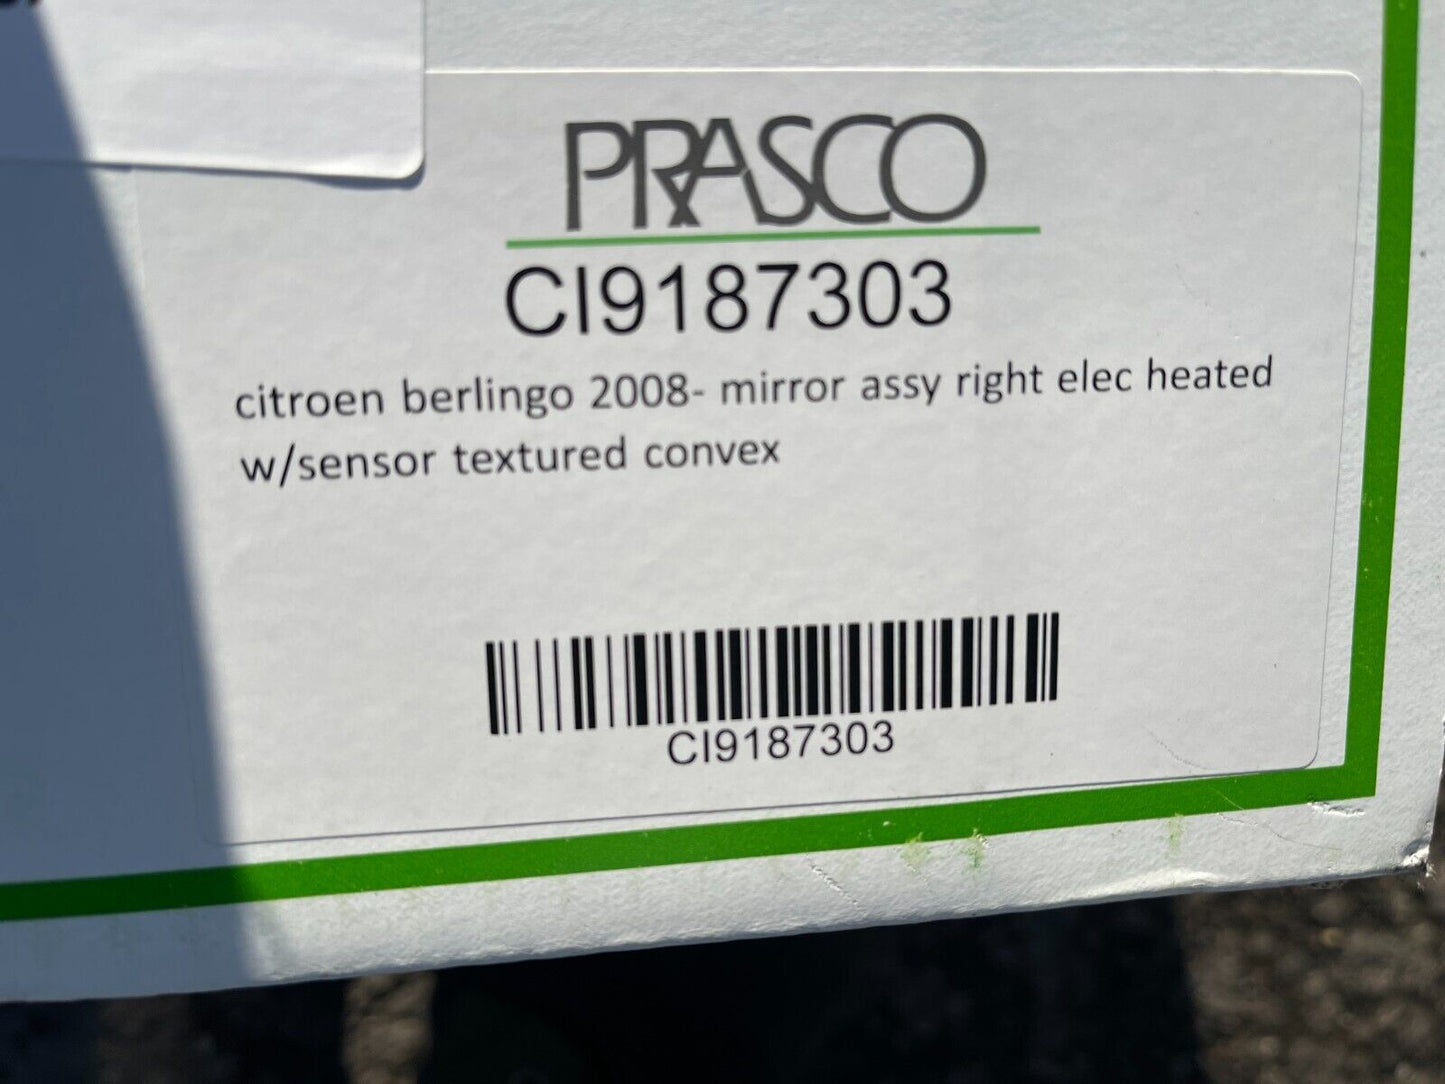 PRASCO
CI9187303
citroen berlingo 2008- mirror assy right elec heated
w/sensor textured convex
CI9187303